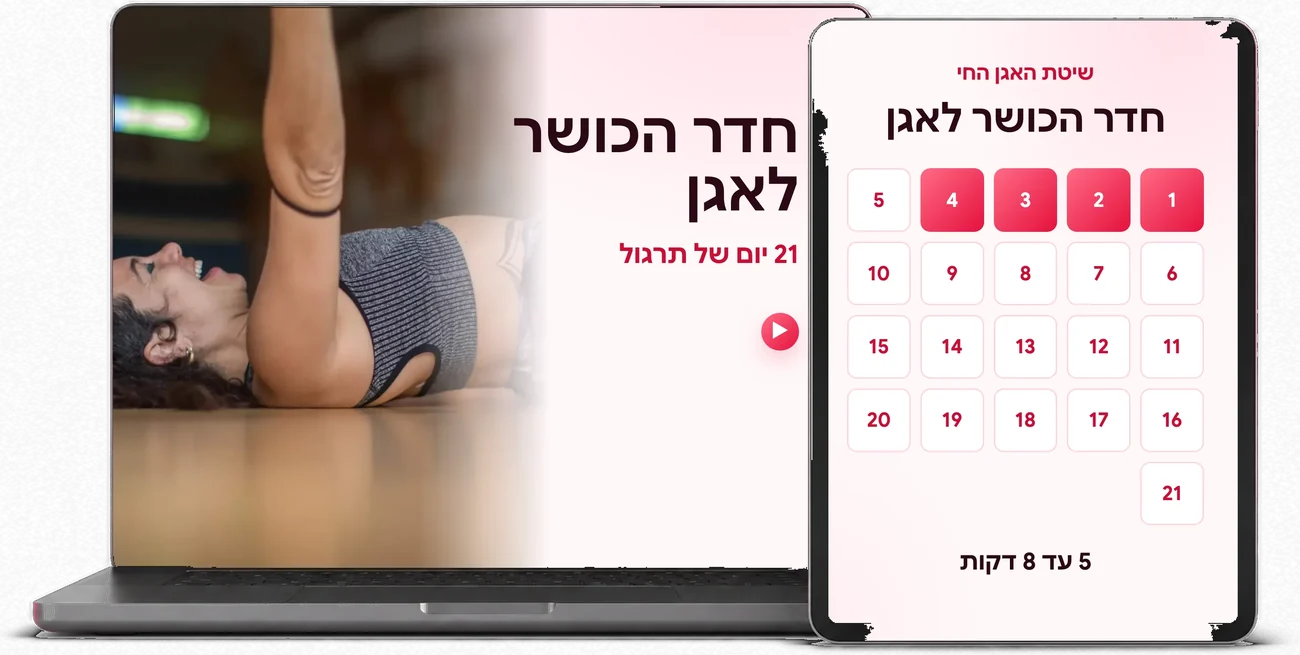 חדר הכושר
לאגן
21 יום של תרגול
שיטת האגן החי
חדר הכושר לאגן
1 2 3 4 5
6 7 8 9 10
11 12 13 14 15
16 17 18 19 20
21
5 עד 8 דקות